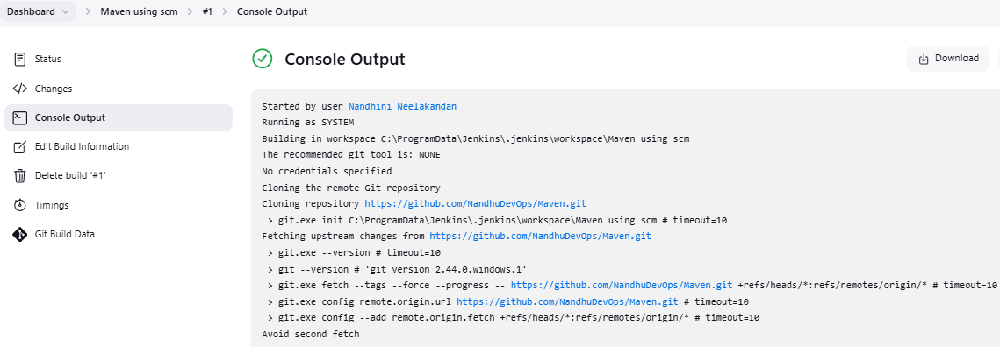 Dashboard > Maven using scm > #1 > Console Output
Status
Changes
Console Output
Edit Build Information
Delete build ‘#1’
Timings
Git Build Data
Console Output
Download
Started by user Nandhini Neelakandan
Running as SYSTEM
Building in workspace C:\ProgramData\Jenkins\.jenkins\workspace\Maven using scm
The recommended git tool is: NONE
No credentials specified
Cloning the remote Git repository
Cloning repository https://github.com/NandhuDevOps/Maven.git
 > git.exe init C:\ProgramData\Jenkins\.jenkins\workspace\Maven using scm # timeout=10
Fetching upstream changes from https://github.com/NandhuDevOps/Maven.git
 > git.exe --version # timeout=10
 > git --version # 'git version 2.44.0.windows.1'
 > git.exe fetch --tags --force --progress -- https://github.com/NandhuDevOps/Maven.git +refs/heads/*:refs/remotes/origin/* # timeout=10
 > git.exe config remote.origin.url https://github.com/NandhuDevOps/Maven.git # timeout=10
 > git.exe config --add remote.origin.fetch +refs/heads/*:refs/remotes/origin/* # timeout=10
Avoid second fetch